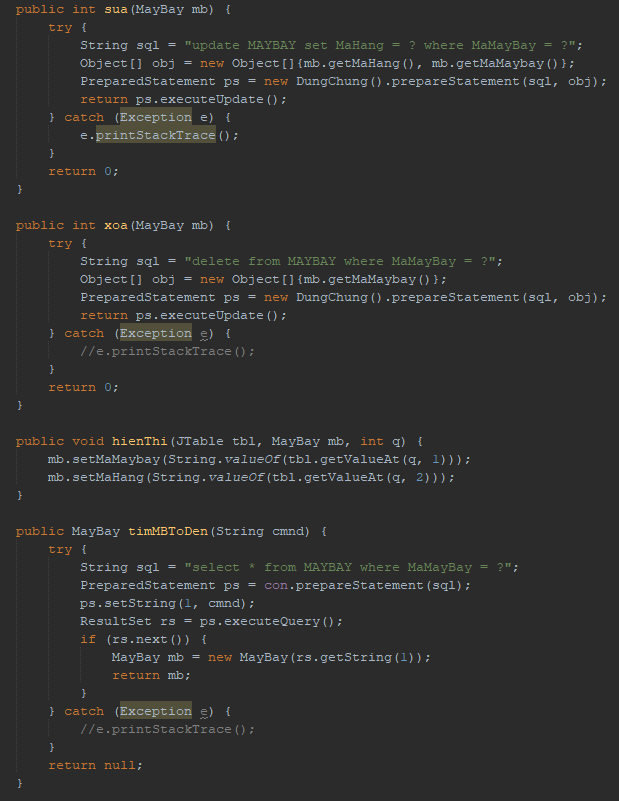 public int sua(MayBay mb) {
    try {
        String sql = "update MAYBAY set MaHang = ? where MaMayBay = ?";
        Object[] obj = new Object[]{mb.getMaHang(), mb.getMaMaybay()};
        PreparedStatement ps = new DungChung().prepareStatement(sql, obj);
        return ps.executeUpdate();
    } catch (Exception e) {
        e.printStackTrace();
    }
    return 0;
}

public int xoa(MayBay mb) {
    try {
        String sql = "delete from MAYBAY where MaMayBay = ?";
        Object[] obj = new Object[]{mb.getMaMaybay()};
        PreparedStatement ps = new DungChung().prepareStatement(sql, obj);
        return ps.executeUpdate();
    } catch (Exception e) {
        //e.printStackTrace();
    }
    return 0;
}

public void hienThi(JTable tbl, MayBay mb, int q) {
    mb.setMaMaybay(String.valueOf(tbl.getValueAt(q, 1)));
    mb.setMaHang(String.valueOf(tbl.getValueAt(q, 2)));
}

public MayBay timMBToDen(String cmnd) {
    try {
        String sql = "select * from MAYBAY where MaMayBay = ?";
        PreparedStatement ps = con.prepareStatement(sql);
        ps.setString(1, cmnd);
        ResultSet rs = ps.executeQuery();
        if (rs.next()) {
            MayBay mb = new MayBay(rs.getString(1));
            return mb;
        }
    } catch (Exception e) {
        //e.printStackTrace();
    }
    return null;
}